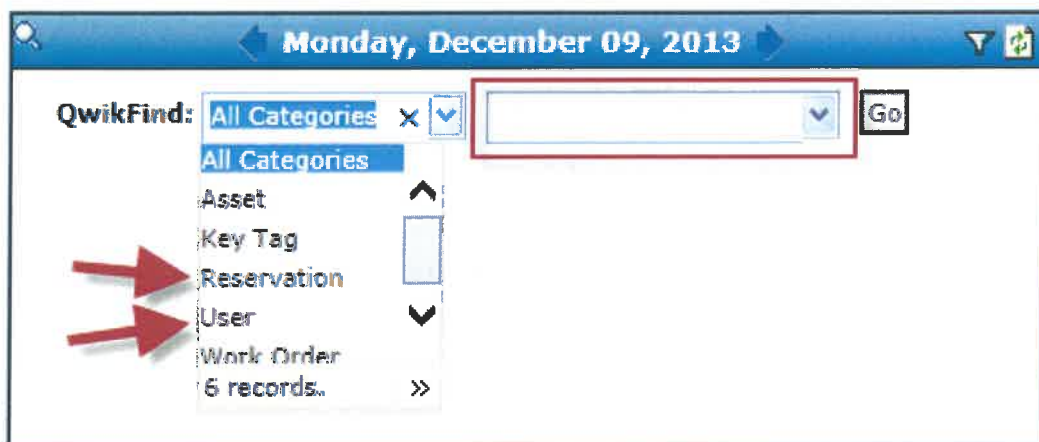 Monday, December 09, 2013
QwikFind: All Categories Go
All Categories
Asset
Key Tag
Reservation
User
Work Order
6 records.. »